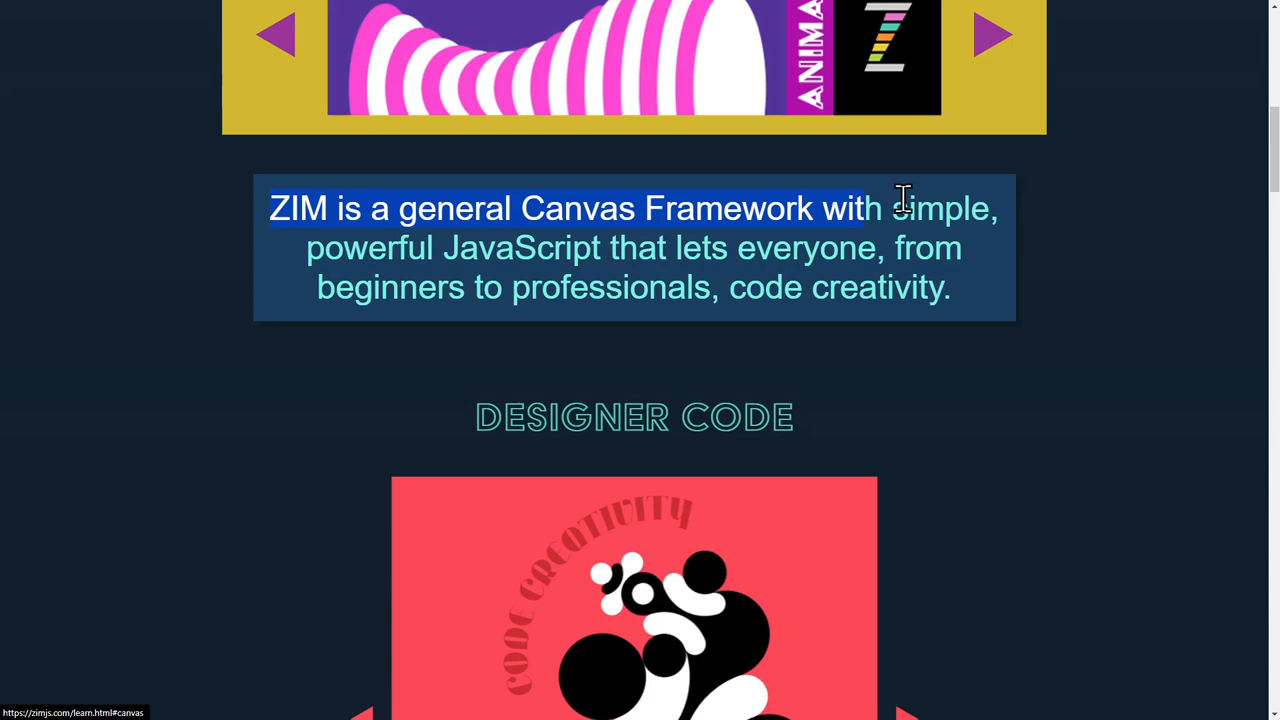 ANIMA
Z
ZIM is a general Canvas Framework with simple,
powerful JavaScript that lets everyone, from
beginners to professionals, code creativity.
DESIGNER CODE
CODE CREATIVITY
https://zimjs.com/learn.html#canvas